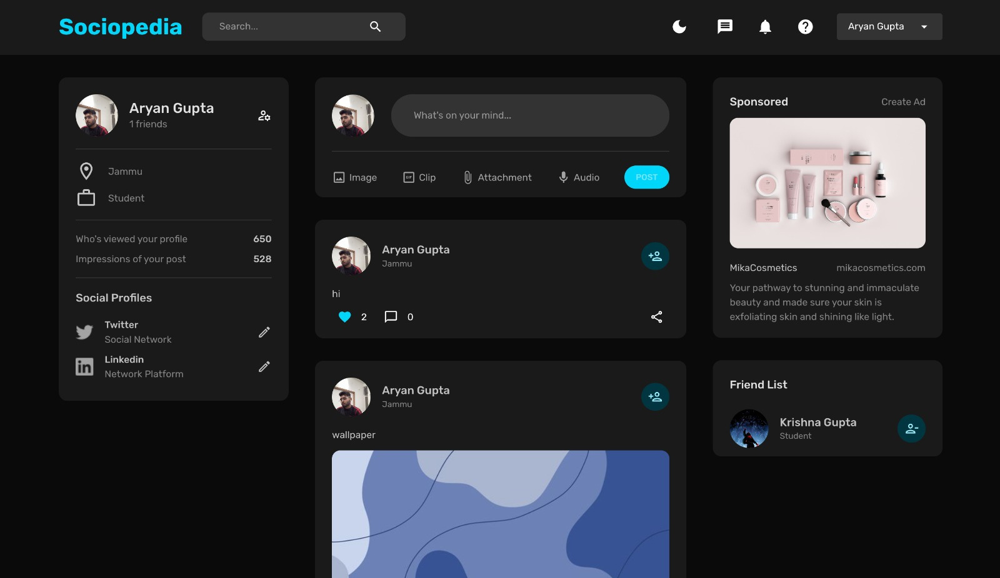 Sociopedia
Search...
Aryan Gupta
Aryan Gupta
1 friends
Jammu
Student
Who's viewed your profile 650
Impressions of your post 528
Social Profiles
Twitter
Social Network
Linkedin
Network Platform
What's on your mind...
Image GIF Clip Attachment Audio POST
Aryan Gupta
Jammu
hi
2 0
Aryan Gupta
Jammu
wallpaper
Sponsored Create Ad
MikaCosmetics mikacosmetics.com
Your pathway to stunning and immaculate
beauty and made sure your skin is
exfoliating skin and shining like light.
Friend List
Krishna Gupta
Student